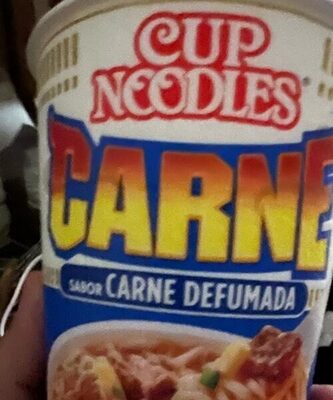 CUP
NOODLES
CARNE
SABOR CARNE DEFUMADA